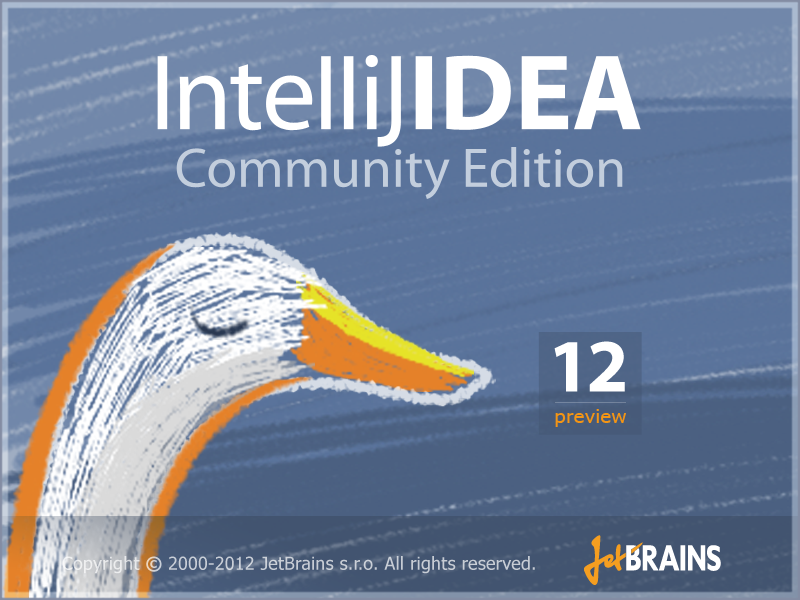 IntelliJIDEA
Community Edition
12
preview
Copyright © 2000-2012 JetBrains s.r.o. All rights reserved.
JetBRAINS